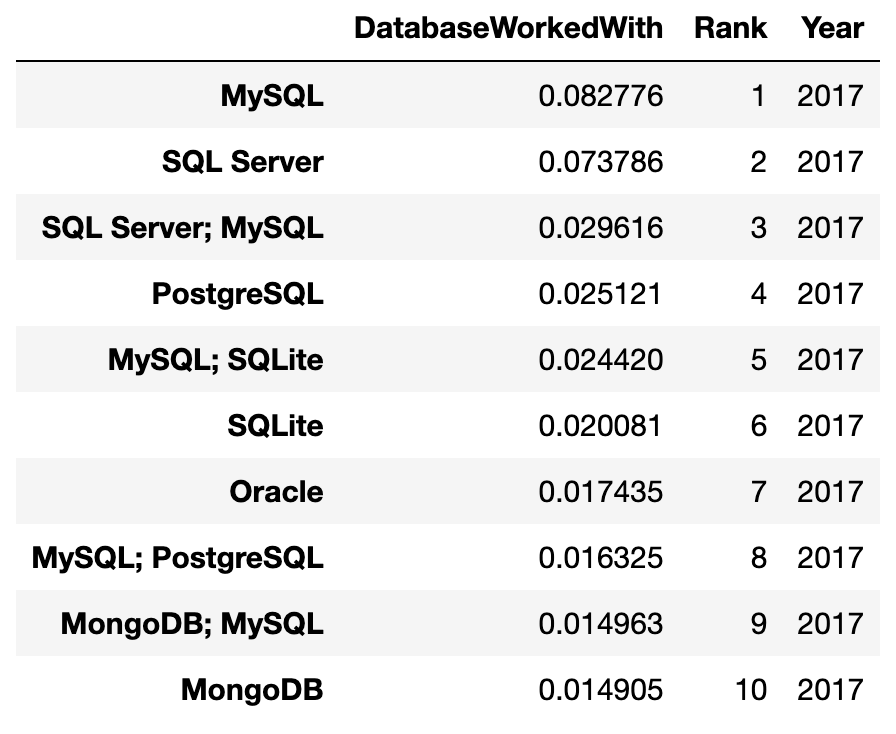 DatabaseWorkedWith Rank Year
MySQL 0.082776 1 2017
SQL Server 0.073786 2 2017
SQL Server; MySQL 0.029616 3 2017
PostgreSQL 0.025121 4 2017
MySQL; SQLite 0.024420 5 2017
SQLite 0.020081 6 2017
Oracle 0.017435 7 2017
MySQL; PostgreSQL 0.016325 8 2017
MongoDB; MySQL 0.014963 9 2017
MongoDB 0.014905 10 2017